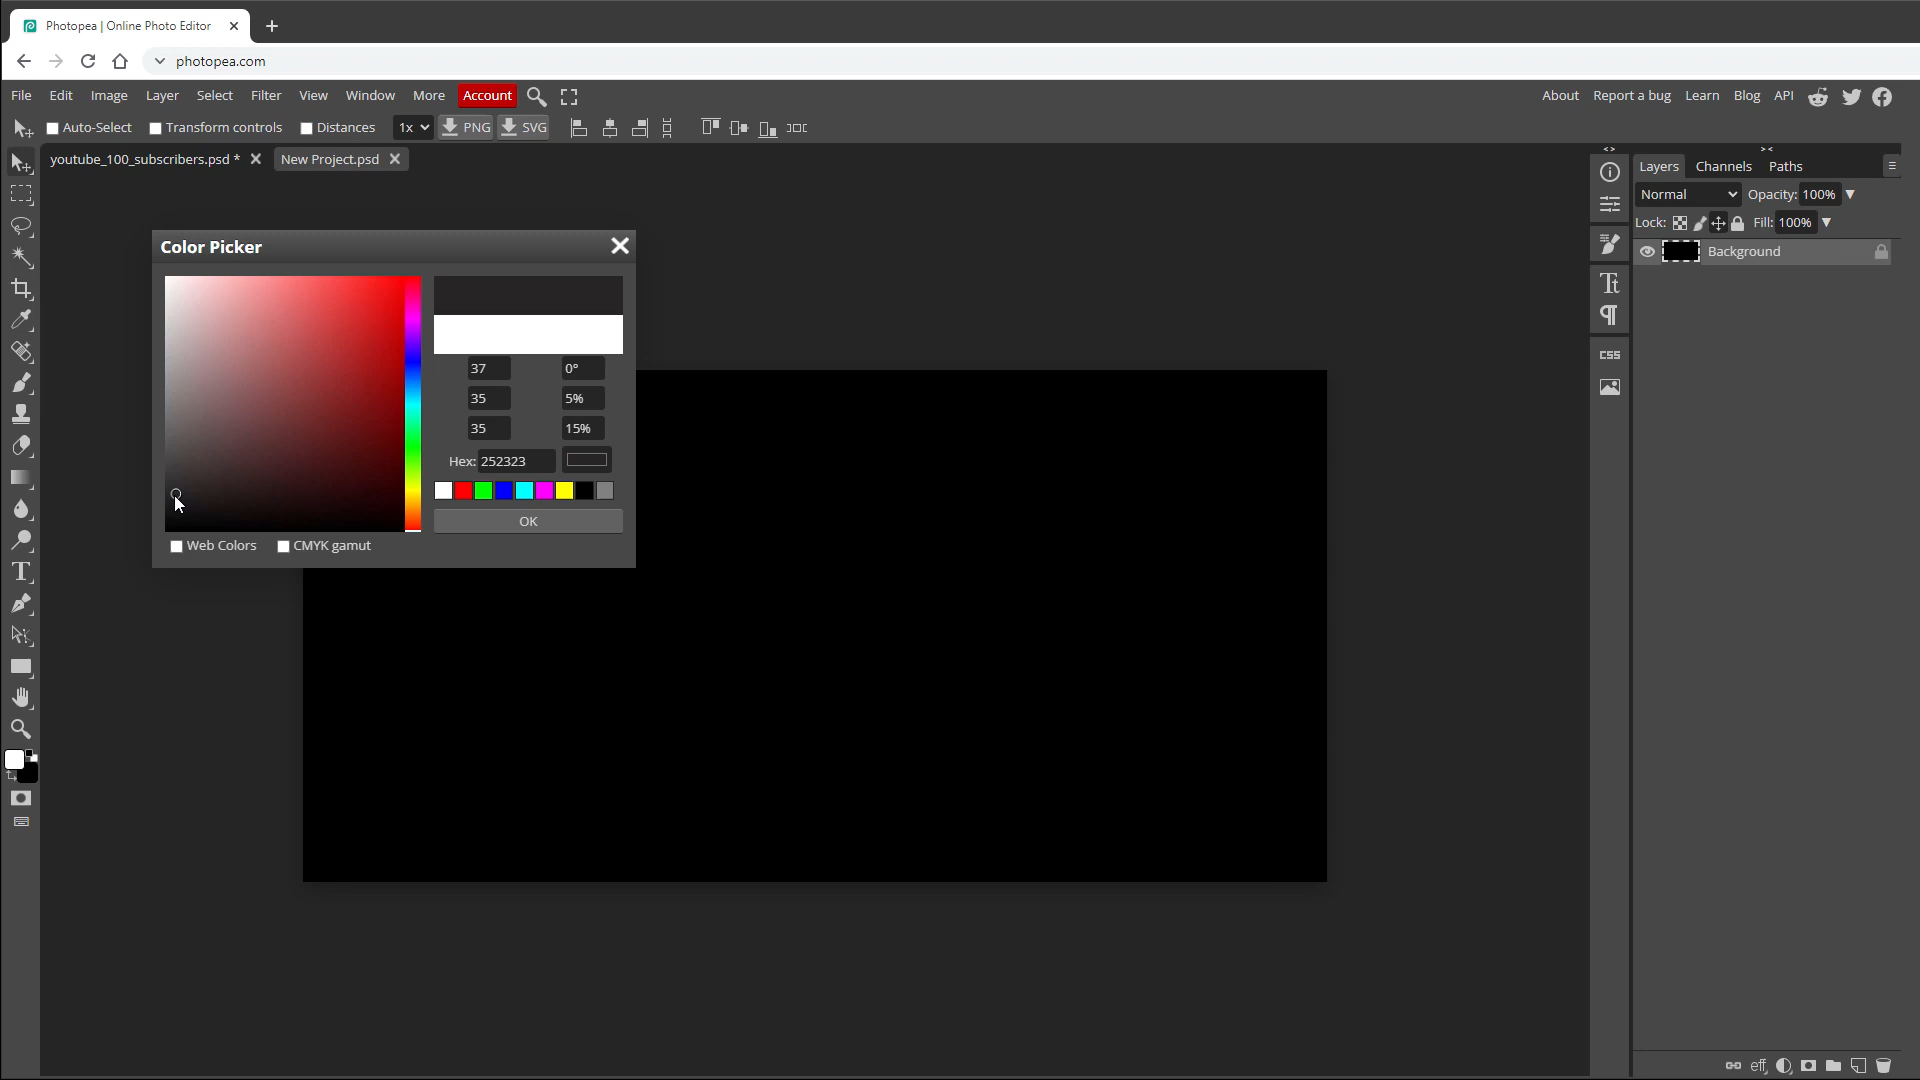 Photopea | Online Photo Editor
photopea.com
File Edit Image Layer Select Filter View Window More Account About Report a bug Learn Blog API
Auto-Select Transform controls Distances 1x PNG SVG
youtube_100_subscribers.psd * New Project.psd
Layers Channels Paths
Normal Opacity: 100%
Lock: Fill: 100%
Background
Color Picker
37 0°
35 5%
35 15%
Hex: 252323
OK
Web Colors CMYK gamut
CSS
eff